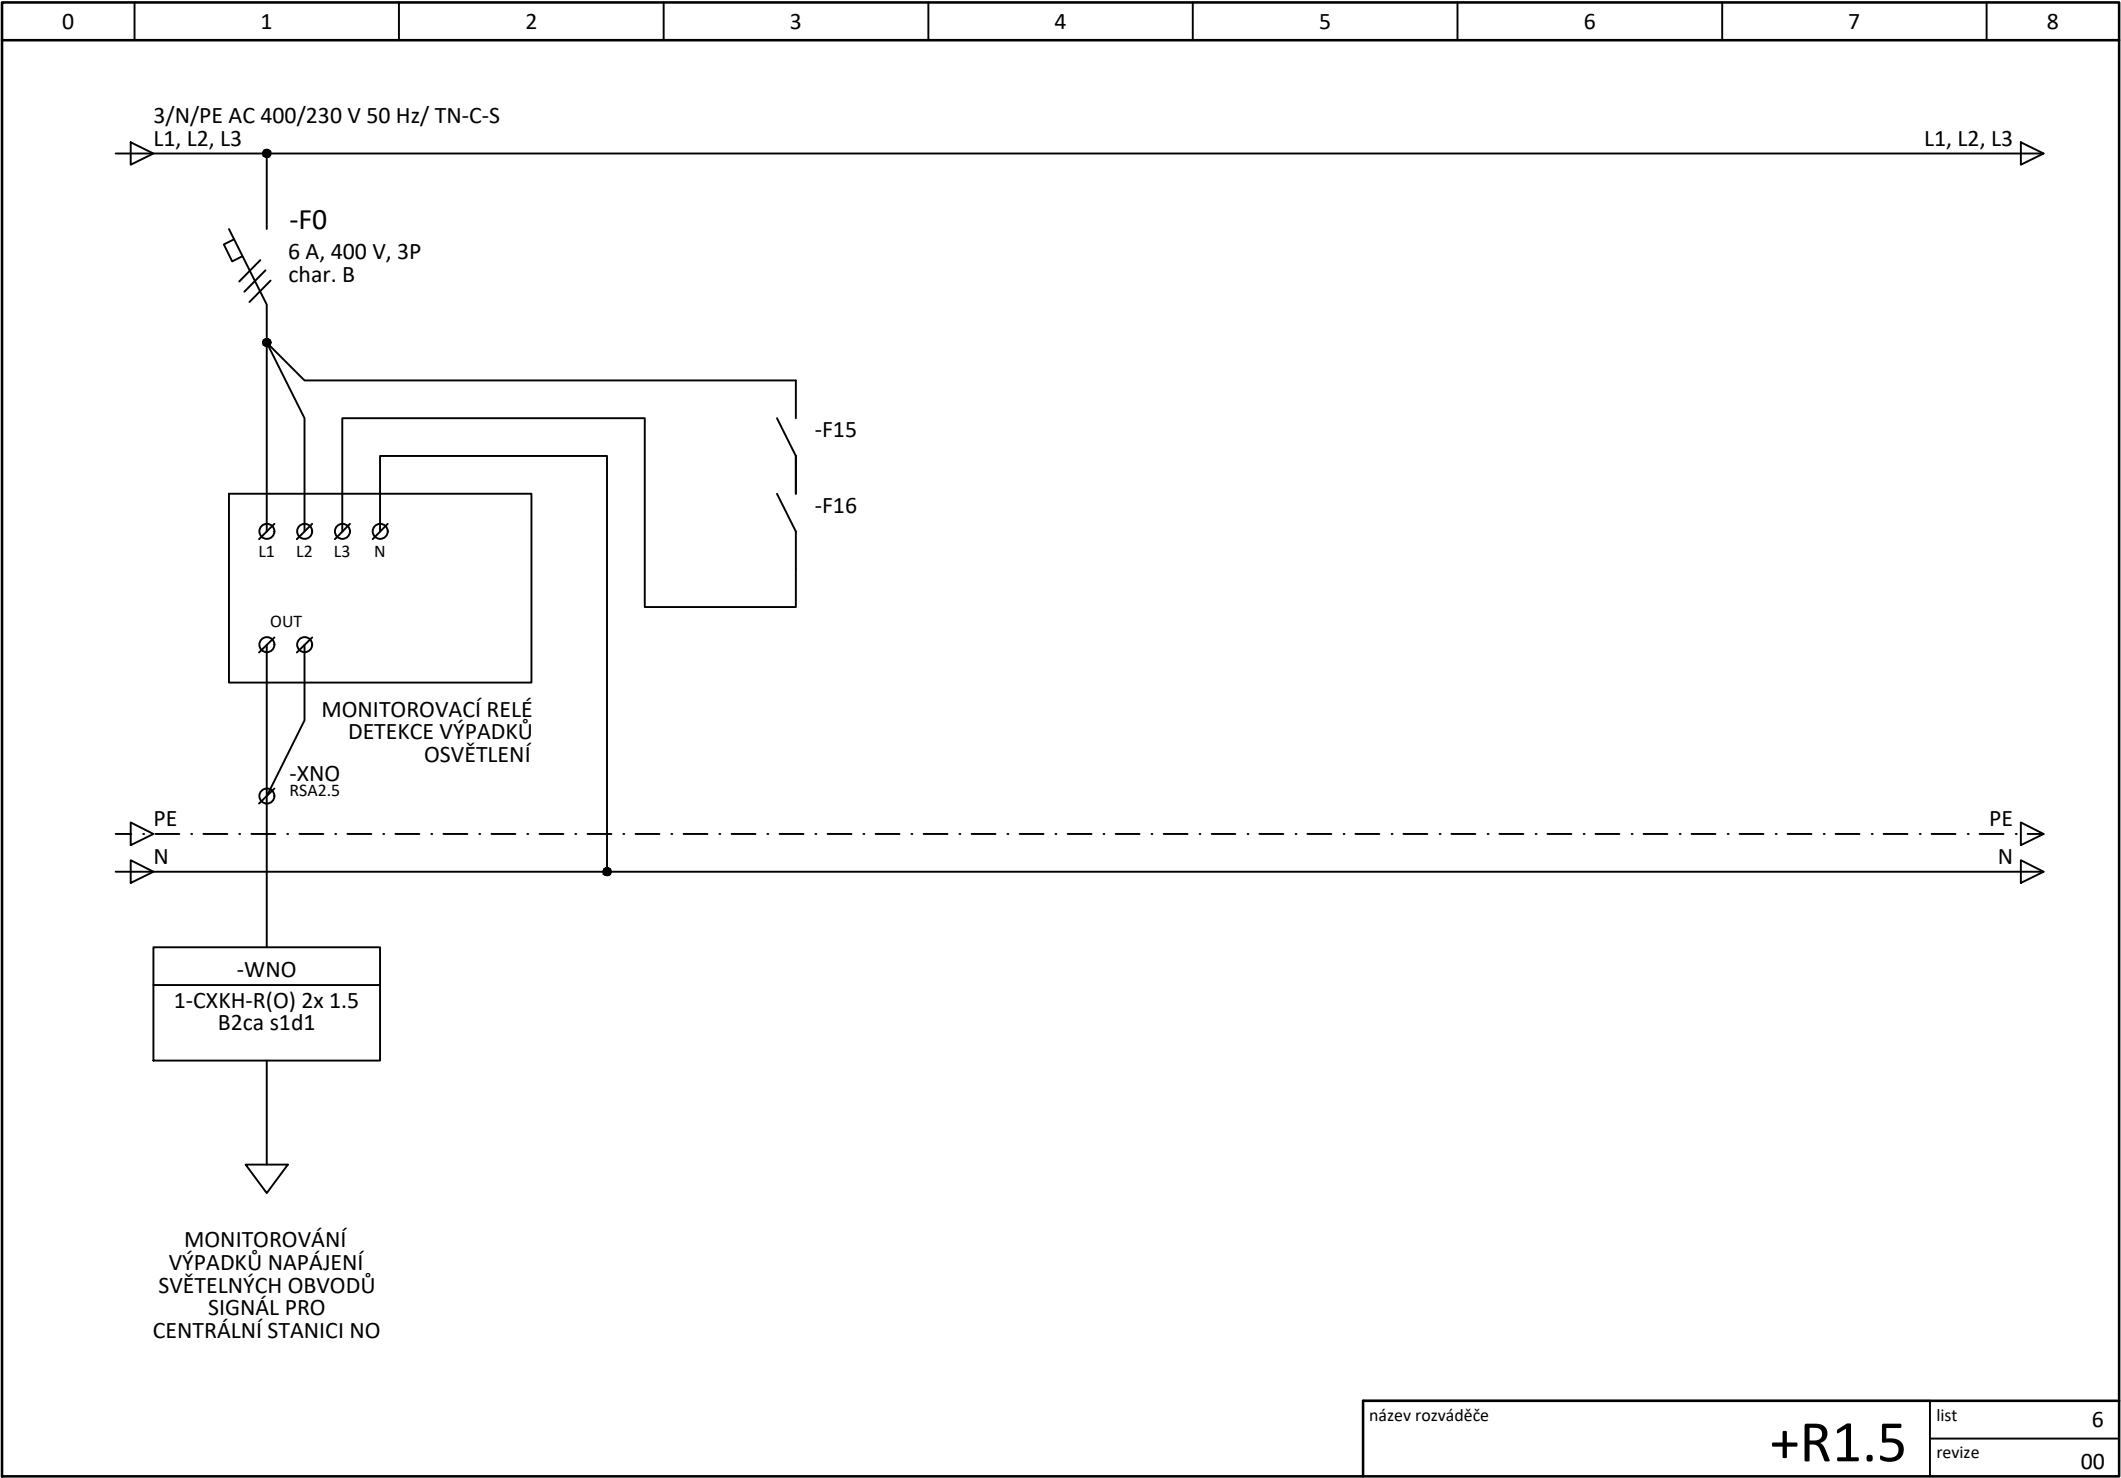 0 1 2 3 4 5 6 7 8
3/N/PE AC 400/230 V 50 Hz/ TN-C-S
L1, L2, L3
L1, L2, L3
-F0
6 A, 400 V, 3P
char. B
-F15
-F16
L1 L2 L3 N
OUT
MONITOROVACÍ RELÉ
DETEKCE VÝPADKŮ
OSVĚTLENÍ
-XNO
RSA2.5
PE
PE
N
N
-WNO
1-CXKH-R(O) 2x 1.5
B2ca s1d1
MONITOROVÁNÍ
VÝPADKŮ NAPÁJENÍ
SVĚTELNÝCH OBVODŮ
SIGNÁL PRO
CENTRÁLNÍ STANICI NO
název rozváděče
+R1.5
list 6
revize 00